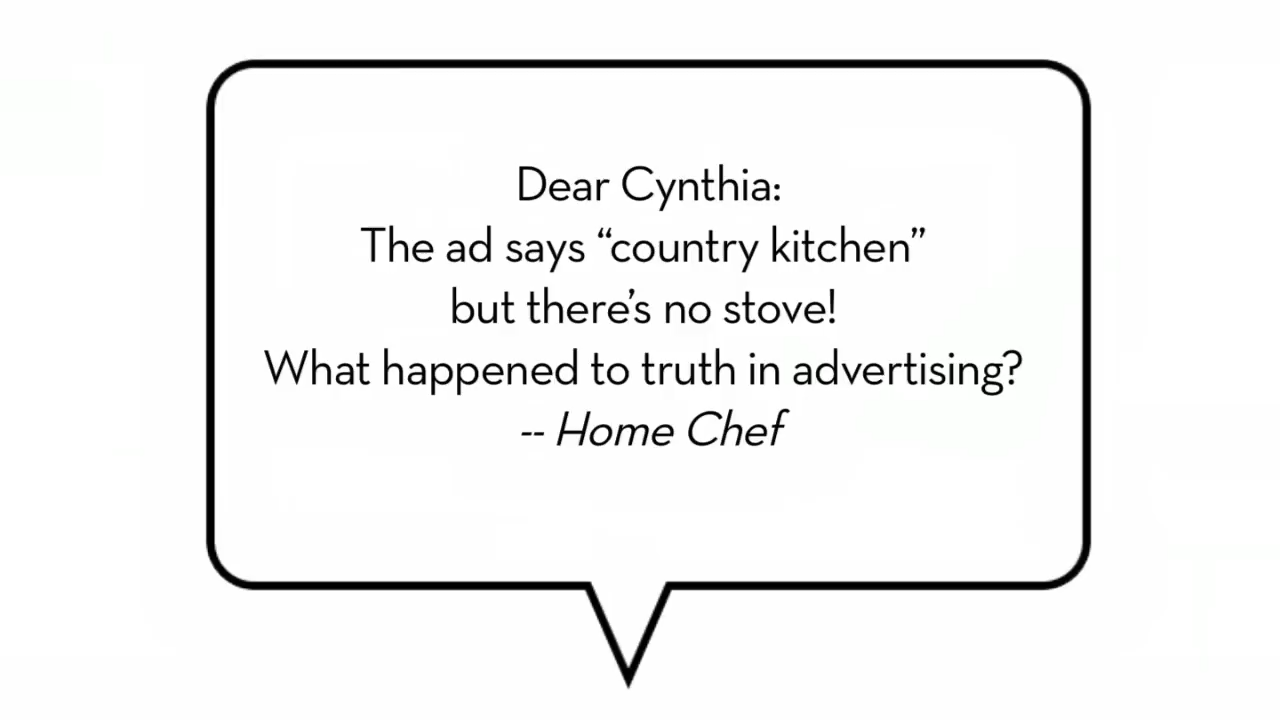 Dear Cynthia:
The ad says “country kitchen”
but there’s no stove!
What happened to truth in advertising?
-- Home Chef